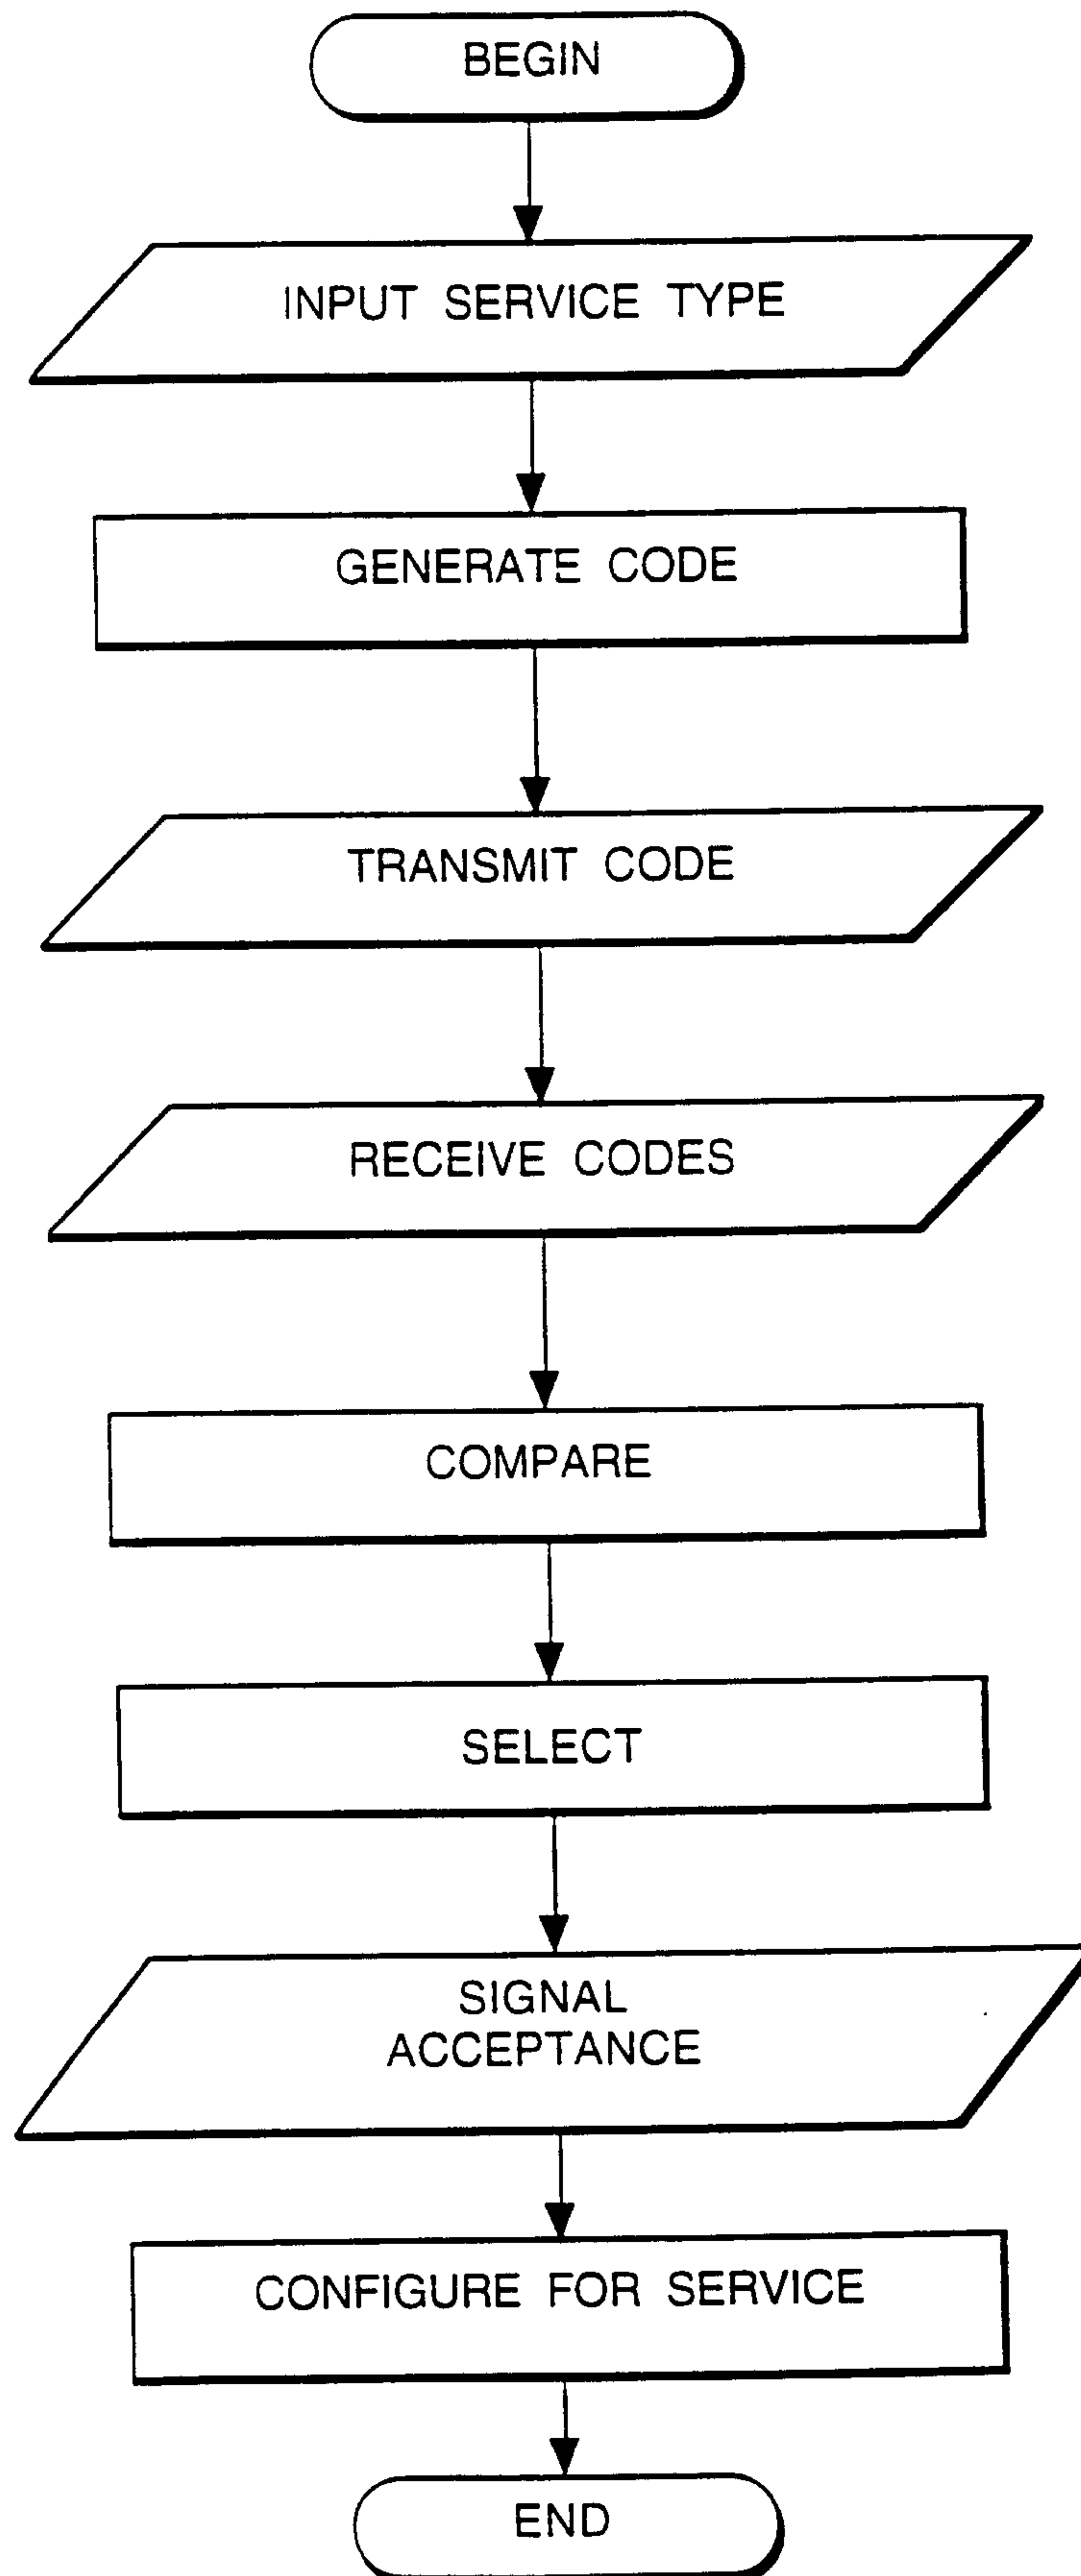 BEGIN
INPUT SERVICE TYPE
GENERATE CODE
TRANSMIT CODE
RECEIVE CODES
COMPARE
SELECT
SIGNAL
ACCEPTANCE
CONFIGURE FOR SERVICE
END